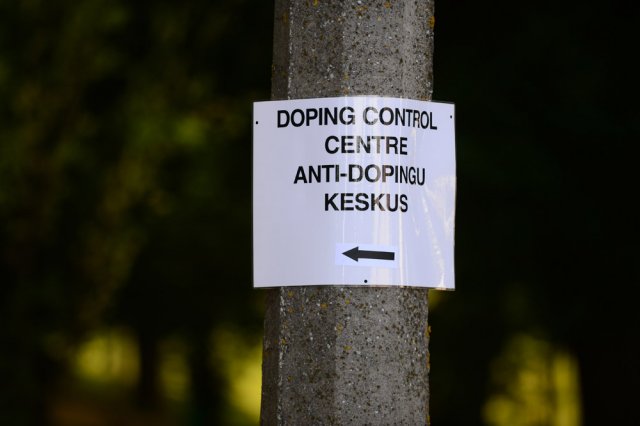 DOPING CONTROL
CENTRE
ANTI-DOPINGU
KESKUS